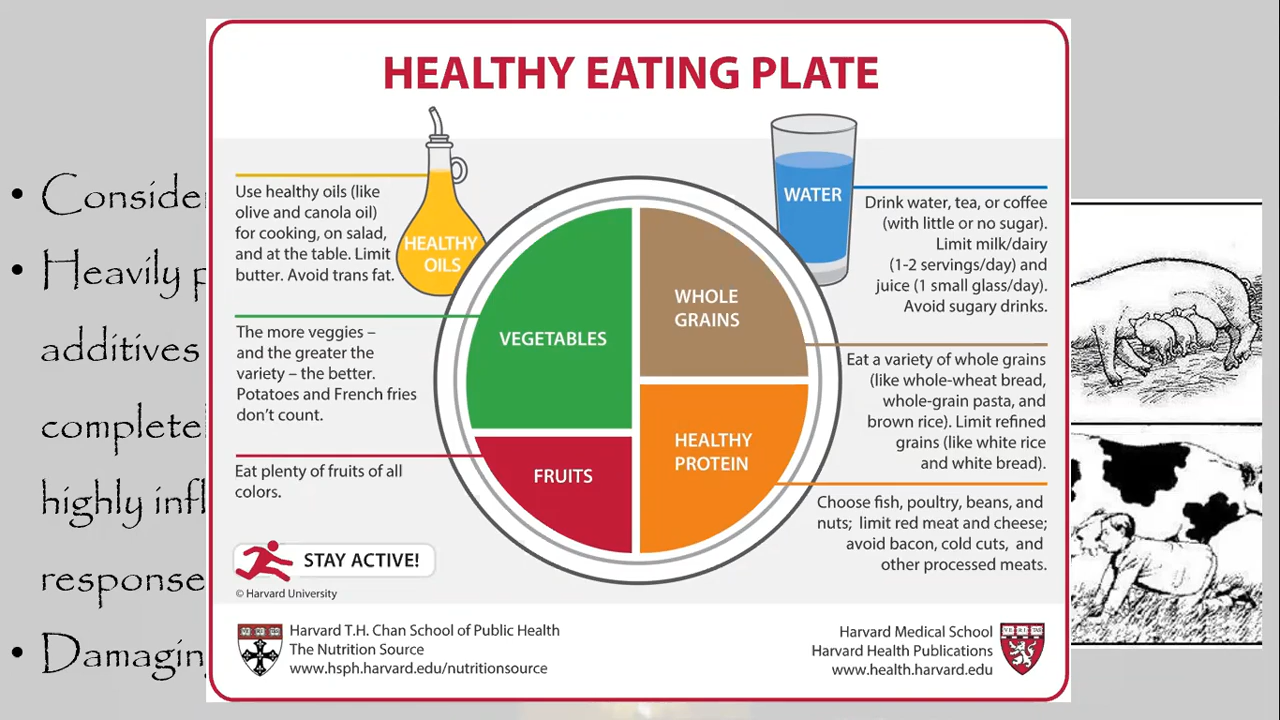 HEALTHY EATING PLATE
Use healthy oils (like
olive and canola oil)
for cooking, on salad,
and at the table. Limit
butter. Avoid trans fat.
HEALTHY
OILS
The more veggies –
and the greater the
variety – the better.
Potatoes and French fries
don't count.
Eat plenty of fruits of all
colors.
STAY ACTIVE!
© Harvard University
VEGETABLES
FRUITS
WHOLE
GRAINS
HEALTHY
PROTEIN
WATER
Drink water, tea, or coffee
(with little or no sugar).
Limit milk/dairy
(1-2 servings/day) and
juice (1 small glass/day).
Avoid sugary drinks.
Eat a variety of whole grains
(like whole-wheat bread,
whole-grain pasta, and
brown rice). Limit refined
grains (like white rice
and white bread).
Choose fish, poultry, beans, and
nuts; limit red meat and cheese;
avoid bacon, cold cuts, and
other processed meats.
Harvard T.H. Chan School of Public Health
The Nutrition Source
www.hsph.harvard.edu/nutritionsource
Harvard Medical School
Harvard Health Publications
www.health.harvard.edu
• 
• Heavily
additives
response